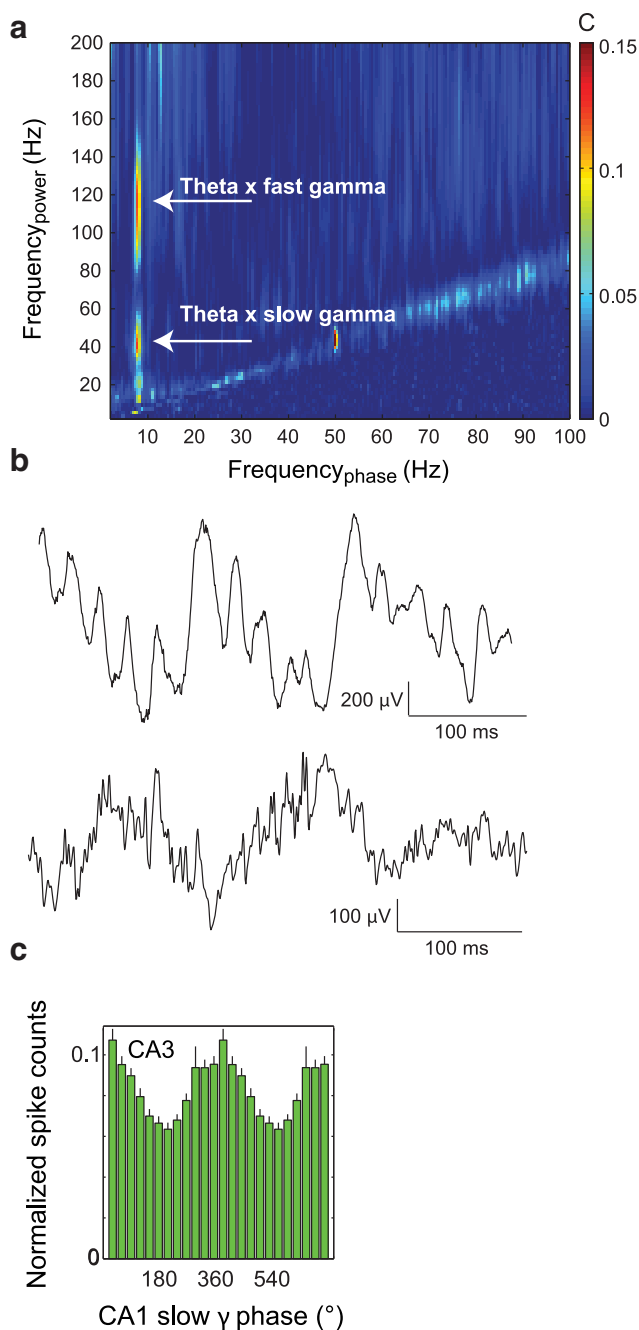 a
C
200
180
160
140
120
100
80
60
40
20
Frequencypower (Hz)
Theta x fast gamma
Theta x slow gamma
0.15
0.1
0.05
0
10 20 30 40 50 60 70 80 90 100
Frequencyphase (Hz)
b
200 µV
100 ms
100 µV
100 ms
c
Normalized spike counts
0.1
0
CA3
180 360 540
CA1 slow γ phase (°)